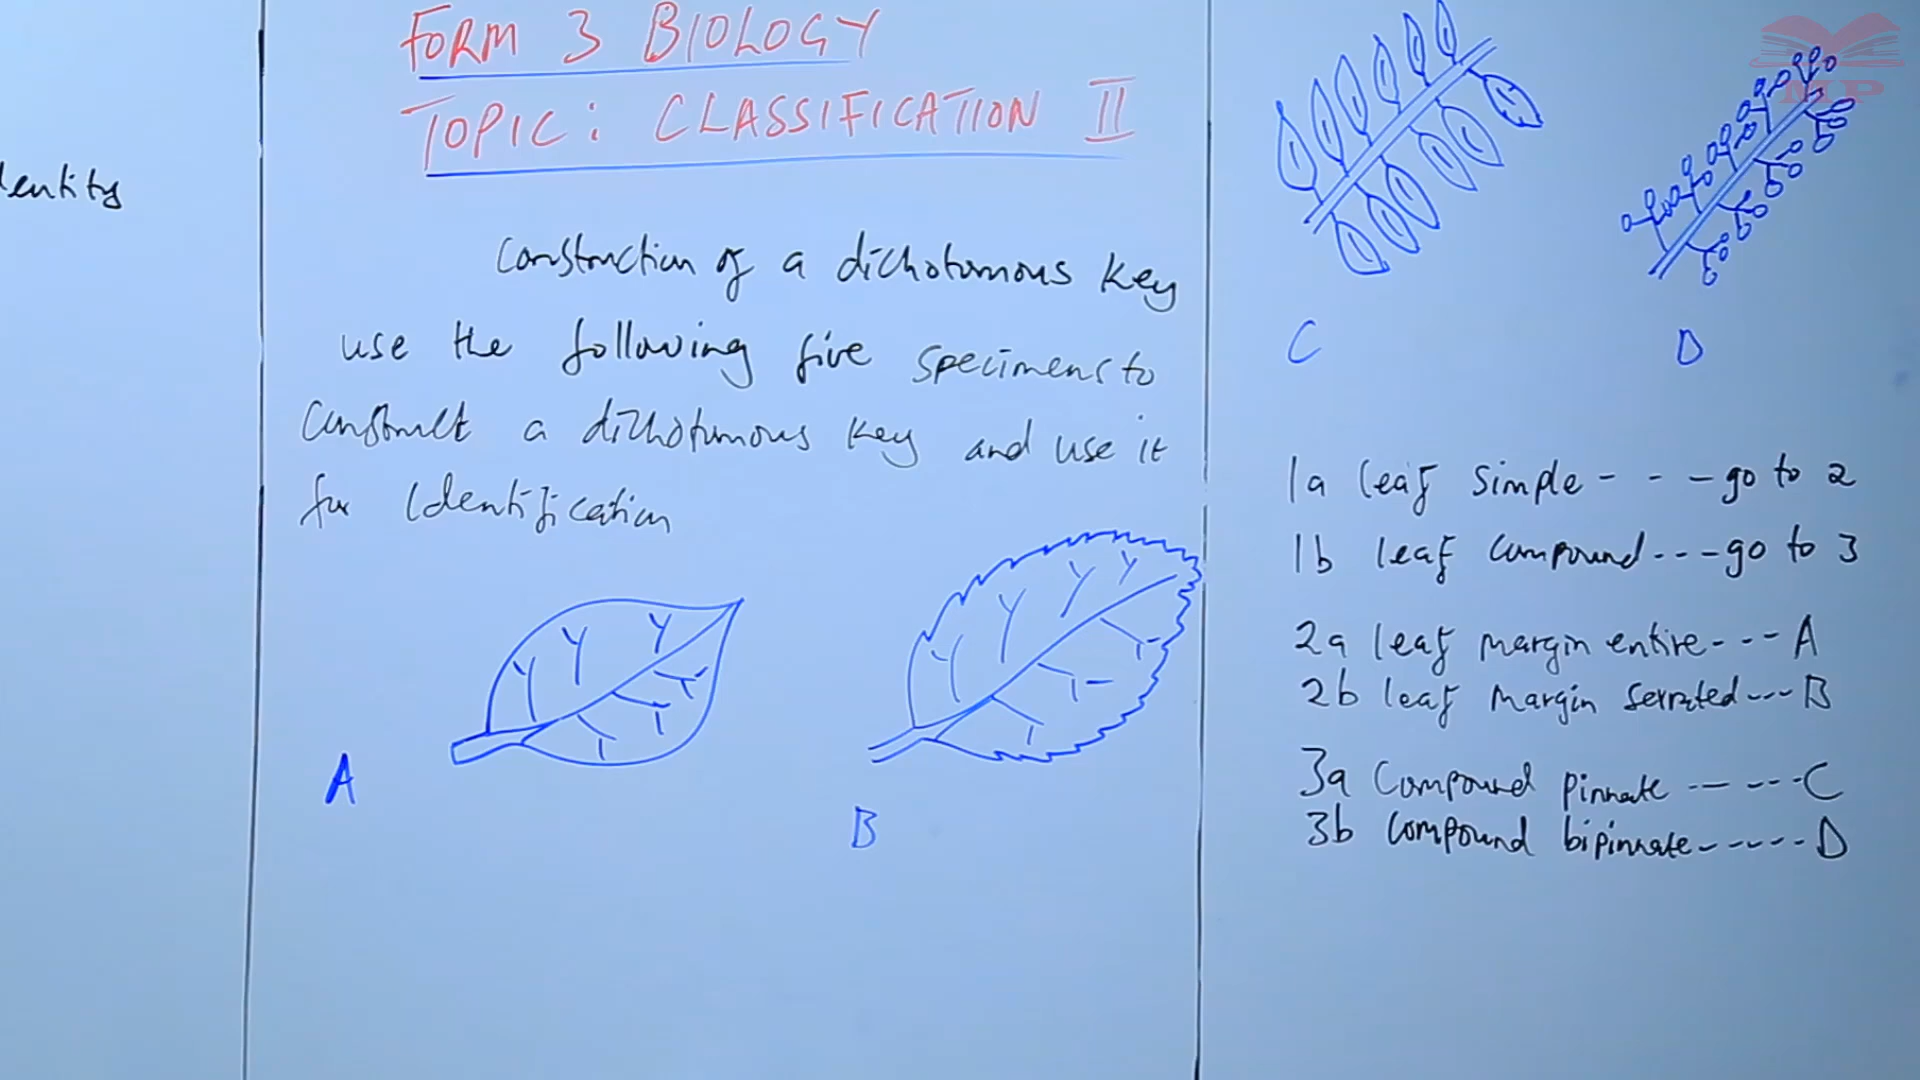 dentity
FORM 3 BIOLOGY
TOPIC: CLASSIFICATION II
Construction of a dichotomous key
use the following five specimens to
Construct a dichotomous key and use it
for Identification
A
B
C
D
1a leaf simple - - - go to 2
1b leaf compound - - - go to 3
2a leaf margin entire - - - A
2b leaf margin serrated --- B
3a Compound pinnate -- --- C
3b Compound bipinnate ----- D
MP